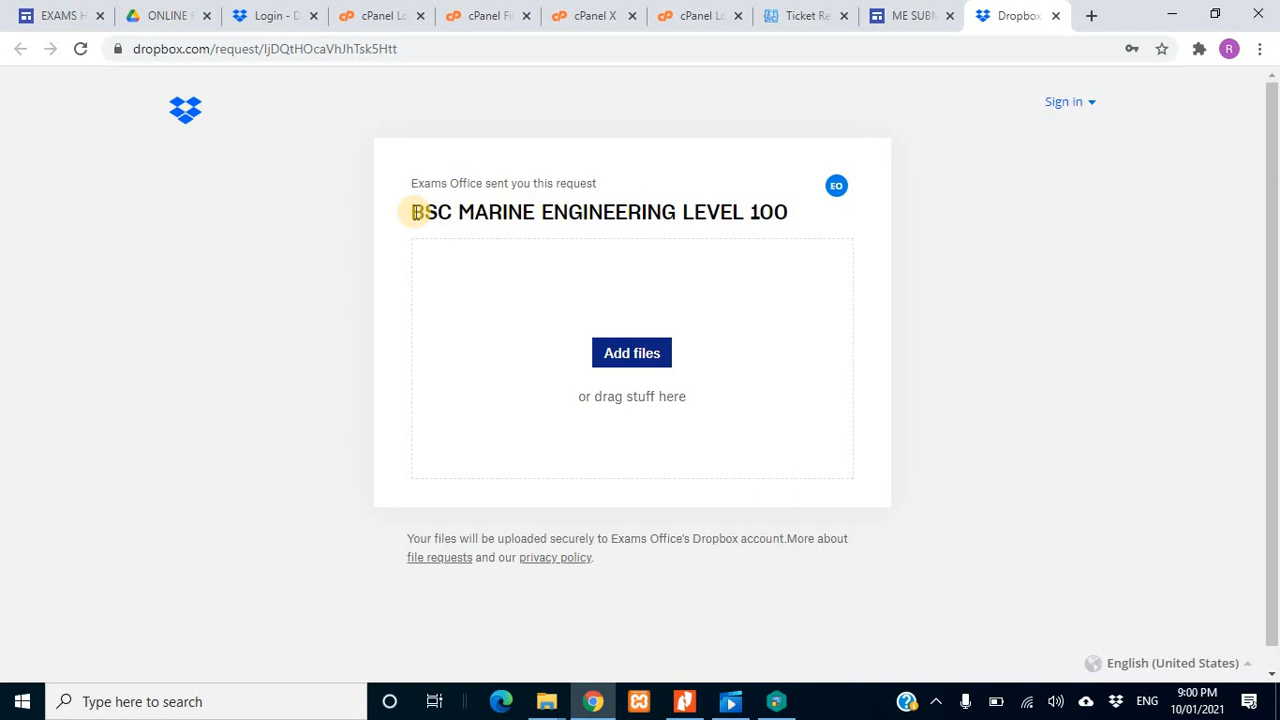 EXAMS H
ONLINE E
Login - D
cPanel Lo
cPanel Fil
cPanel X
cPanel Lo
Ticket Re
ME SUBM
Dropbox
dropbox.com/request/ljDQtHOcaVhJhTsk5Htt
R
Sign in
Exams Office sent you this request
EO
BSC MARINE ENGINEERING LEVEL 100
Add files
or drag stuff here
Your files will be uploaded securely to Exams Office's Dropbox account.More about
file requests and our privacy policy.
English (United States)
Type here to search
ENG
9:00 PM
10/01/2021